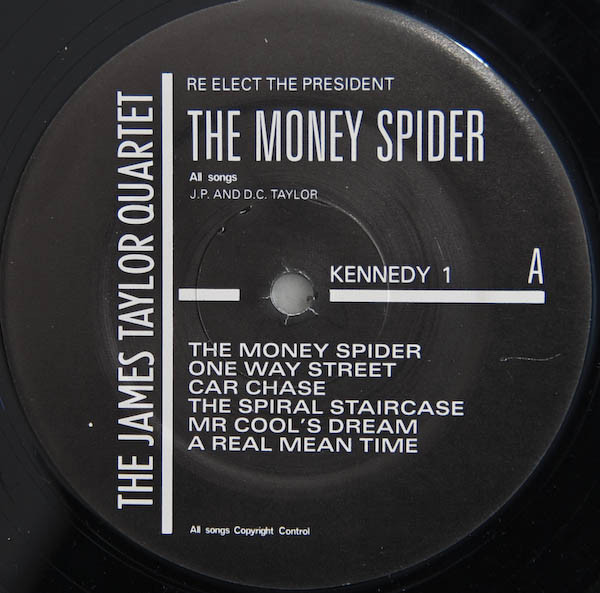 THE JAMES TAYLOR QUARTET
RE ELECT THE PRESIDENT
THE MONEY SPIDER
All songs
J.P. AND D.C. TAYLOR
KENNEDY 1 A
THE MONEY SPIDER
ONE WAY STREET
CAR CHASE
THE SPIRAL STAIRCASE
MR COOL'S DREAM
A REAL MEAN TIME
All songs Copyright Control